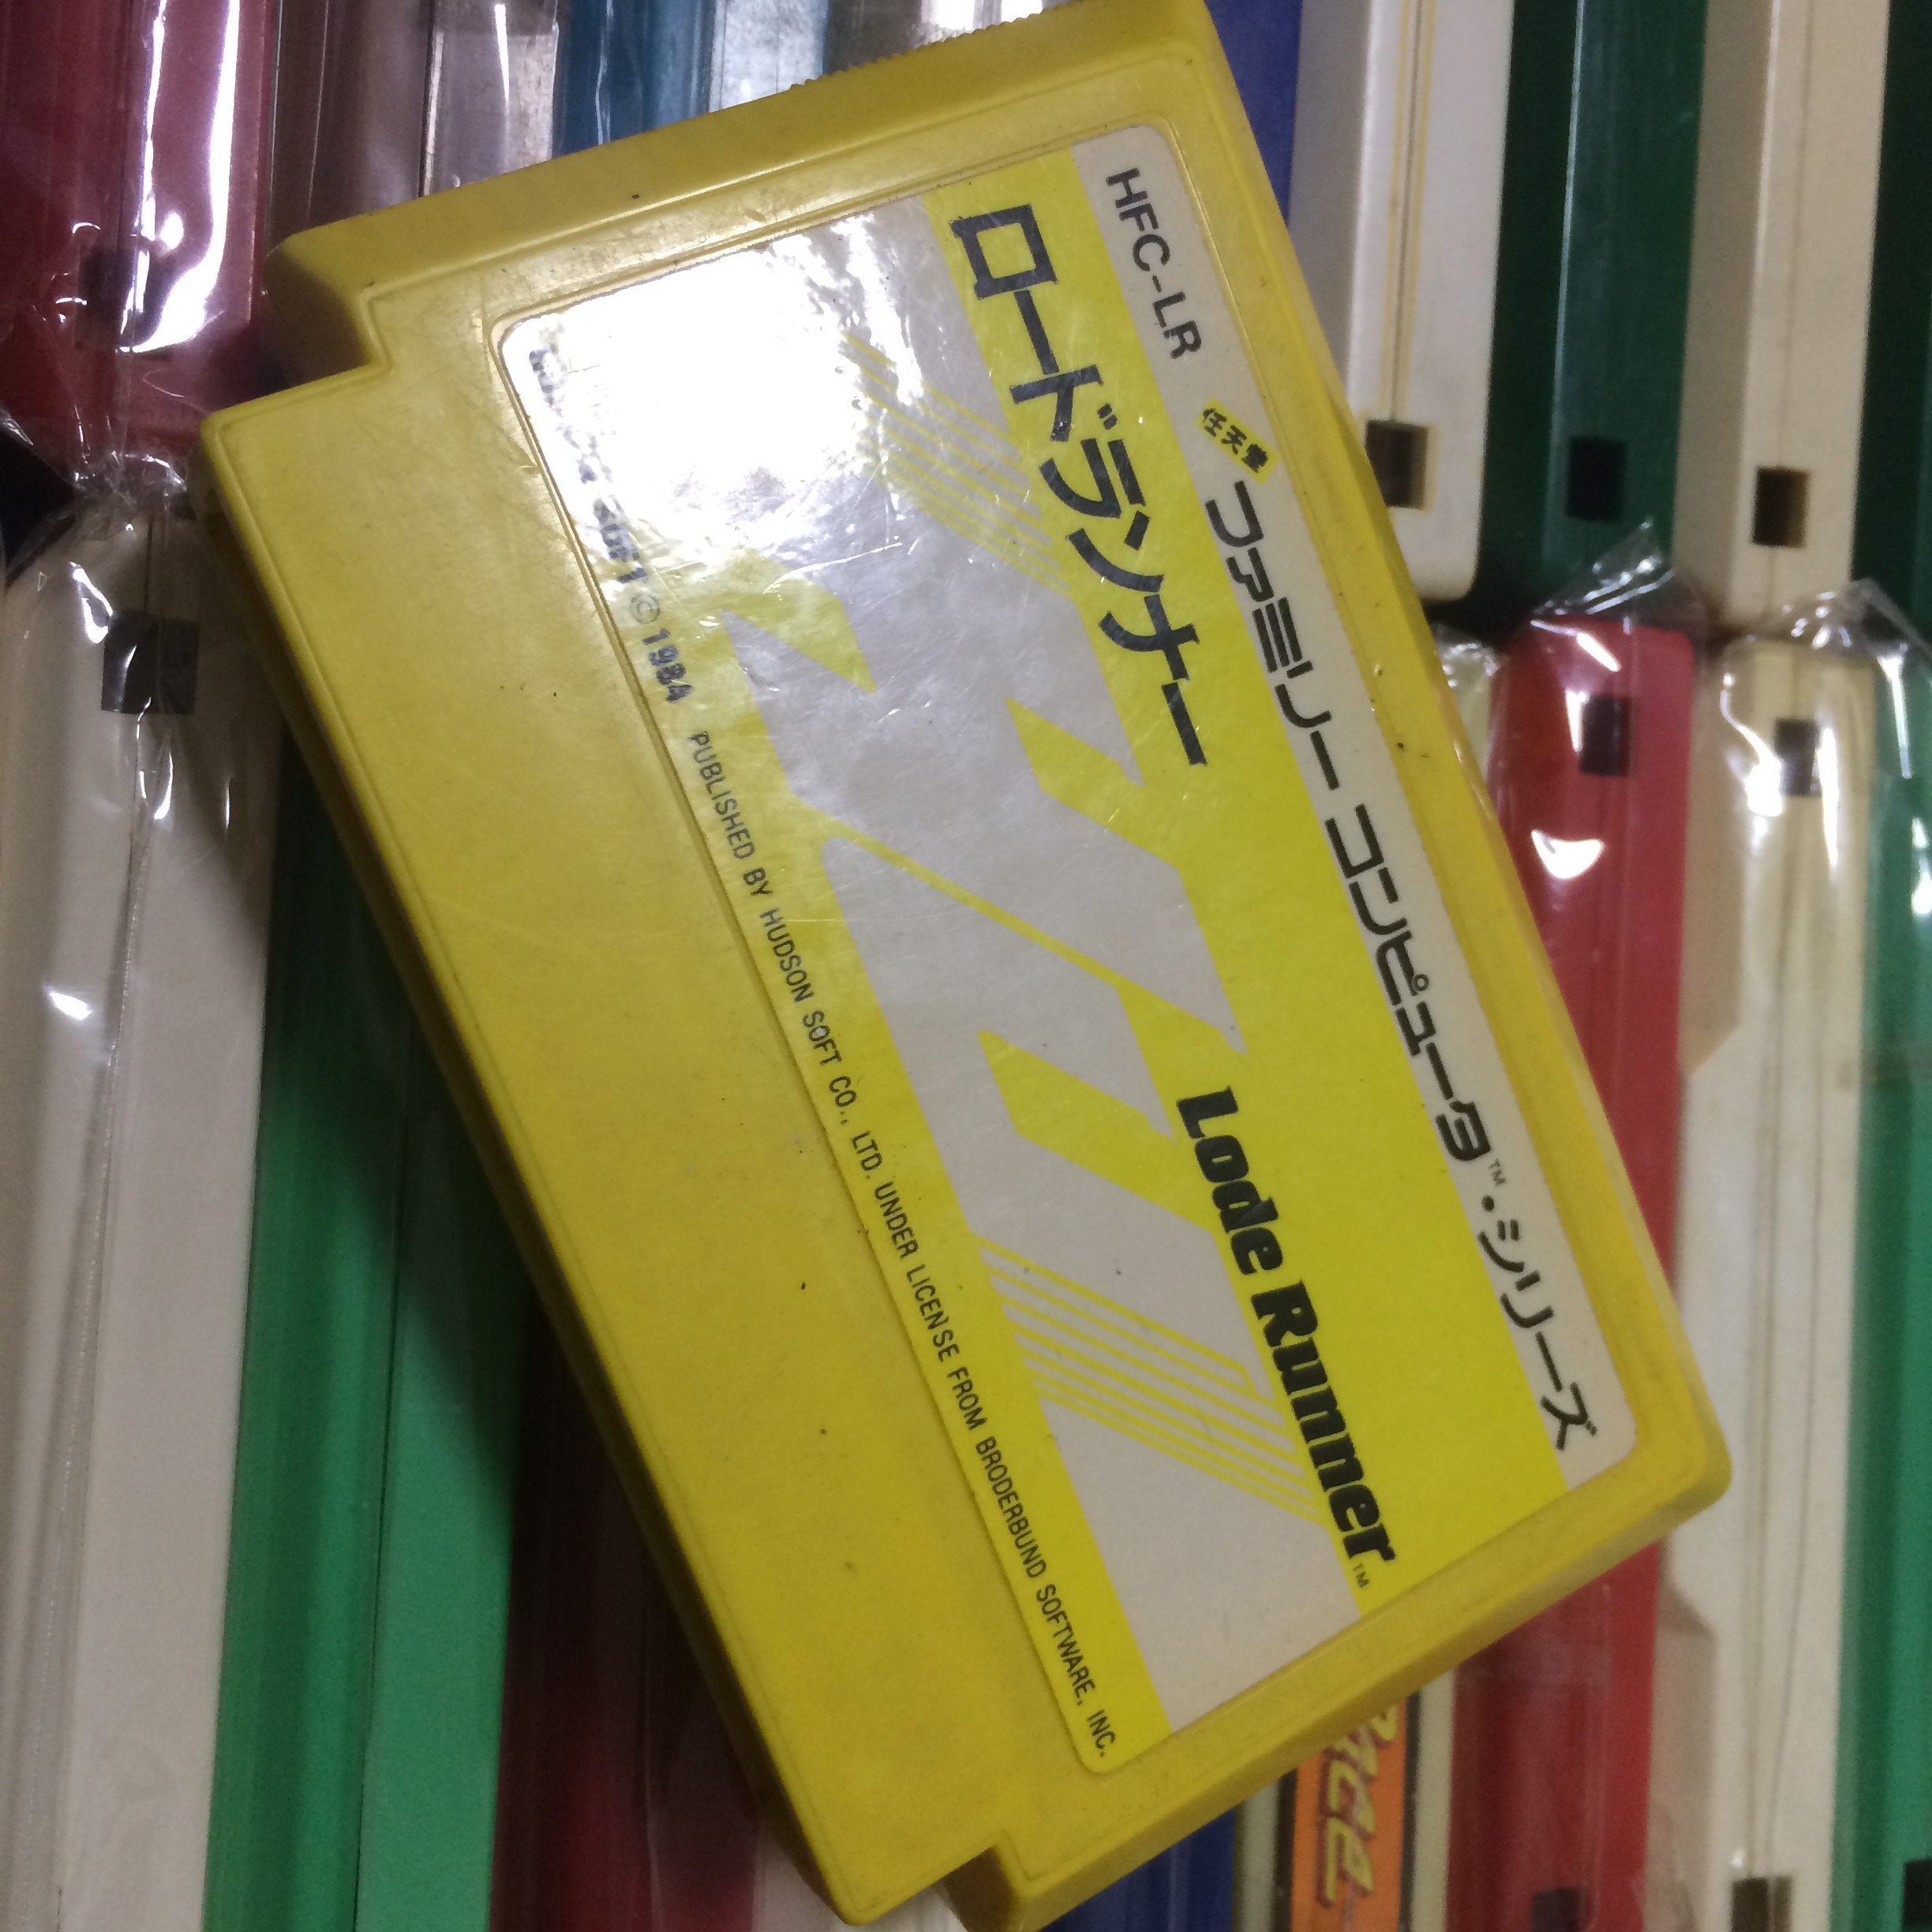 HFC-LR 任天堂 ファミリー コンピュータ™・シリーズ
ロードランナー
Lode Runner™
SOFT ©1984 PUBLISHED BY HUDSON SOFT CO., LTD. UNDER LICENSE FROM BRODERBUND SOFTWARE, INC.